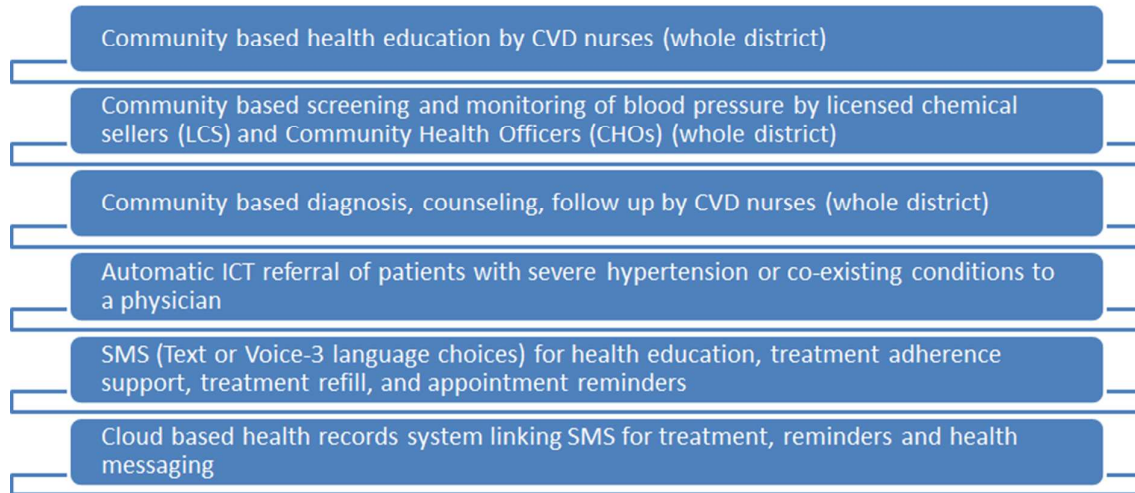 Community based health education by CVD nurses (whole district)
Community based screening and monitoring of blood pressure by licensed chemical
sellers (LCS) and Community Health Officers (CHOs) (whole district)
Community based diagnosis, counseling, follow up by CVD nurses (whole district)
Automatic ICT referral of patients with severe hypertension or co-existing conditions to
a physician
SMS (Text or Voice-3 language choices) for health education, treatment adherence
support, treatment refill, and appointment reminders
Cloud based health records system linking SMS for treatment, reminders and health
messaging